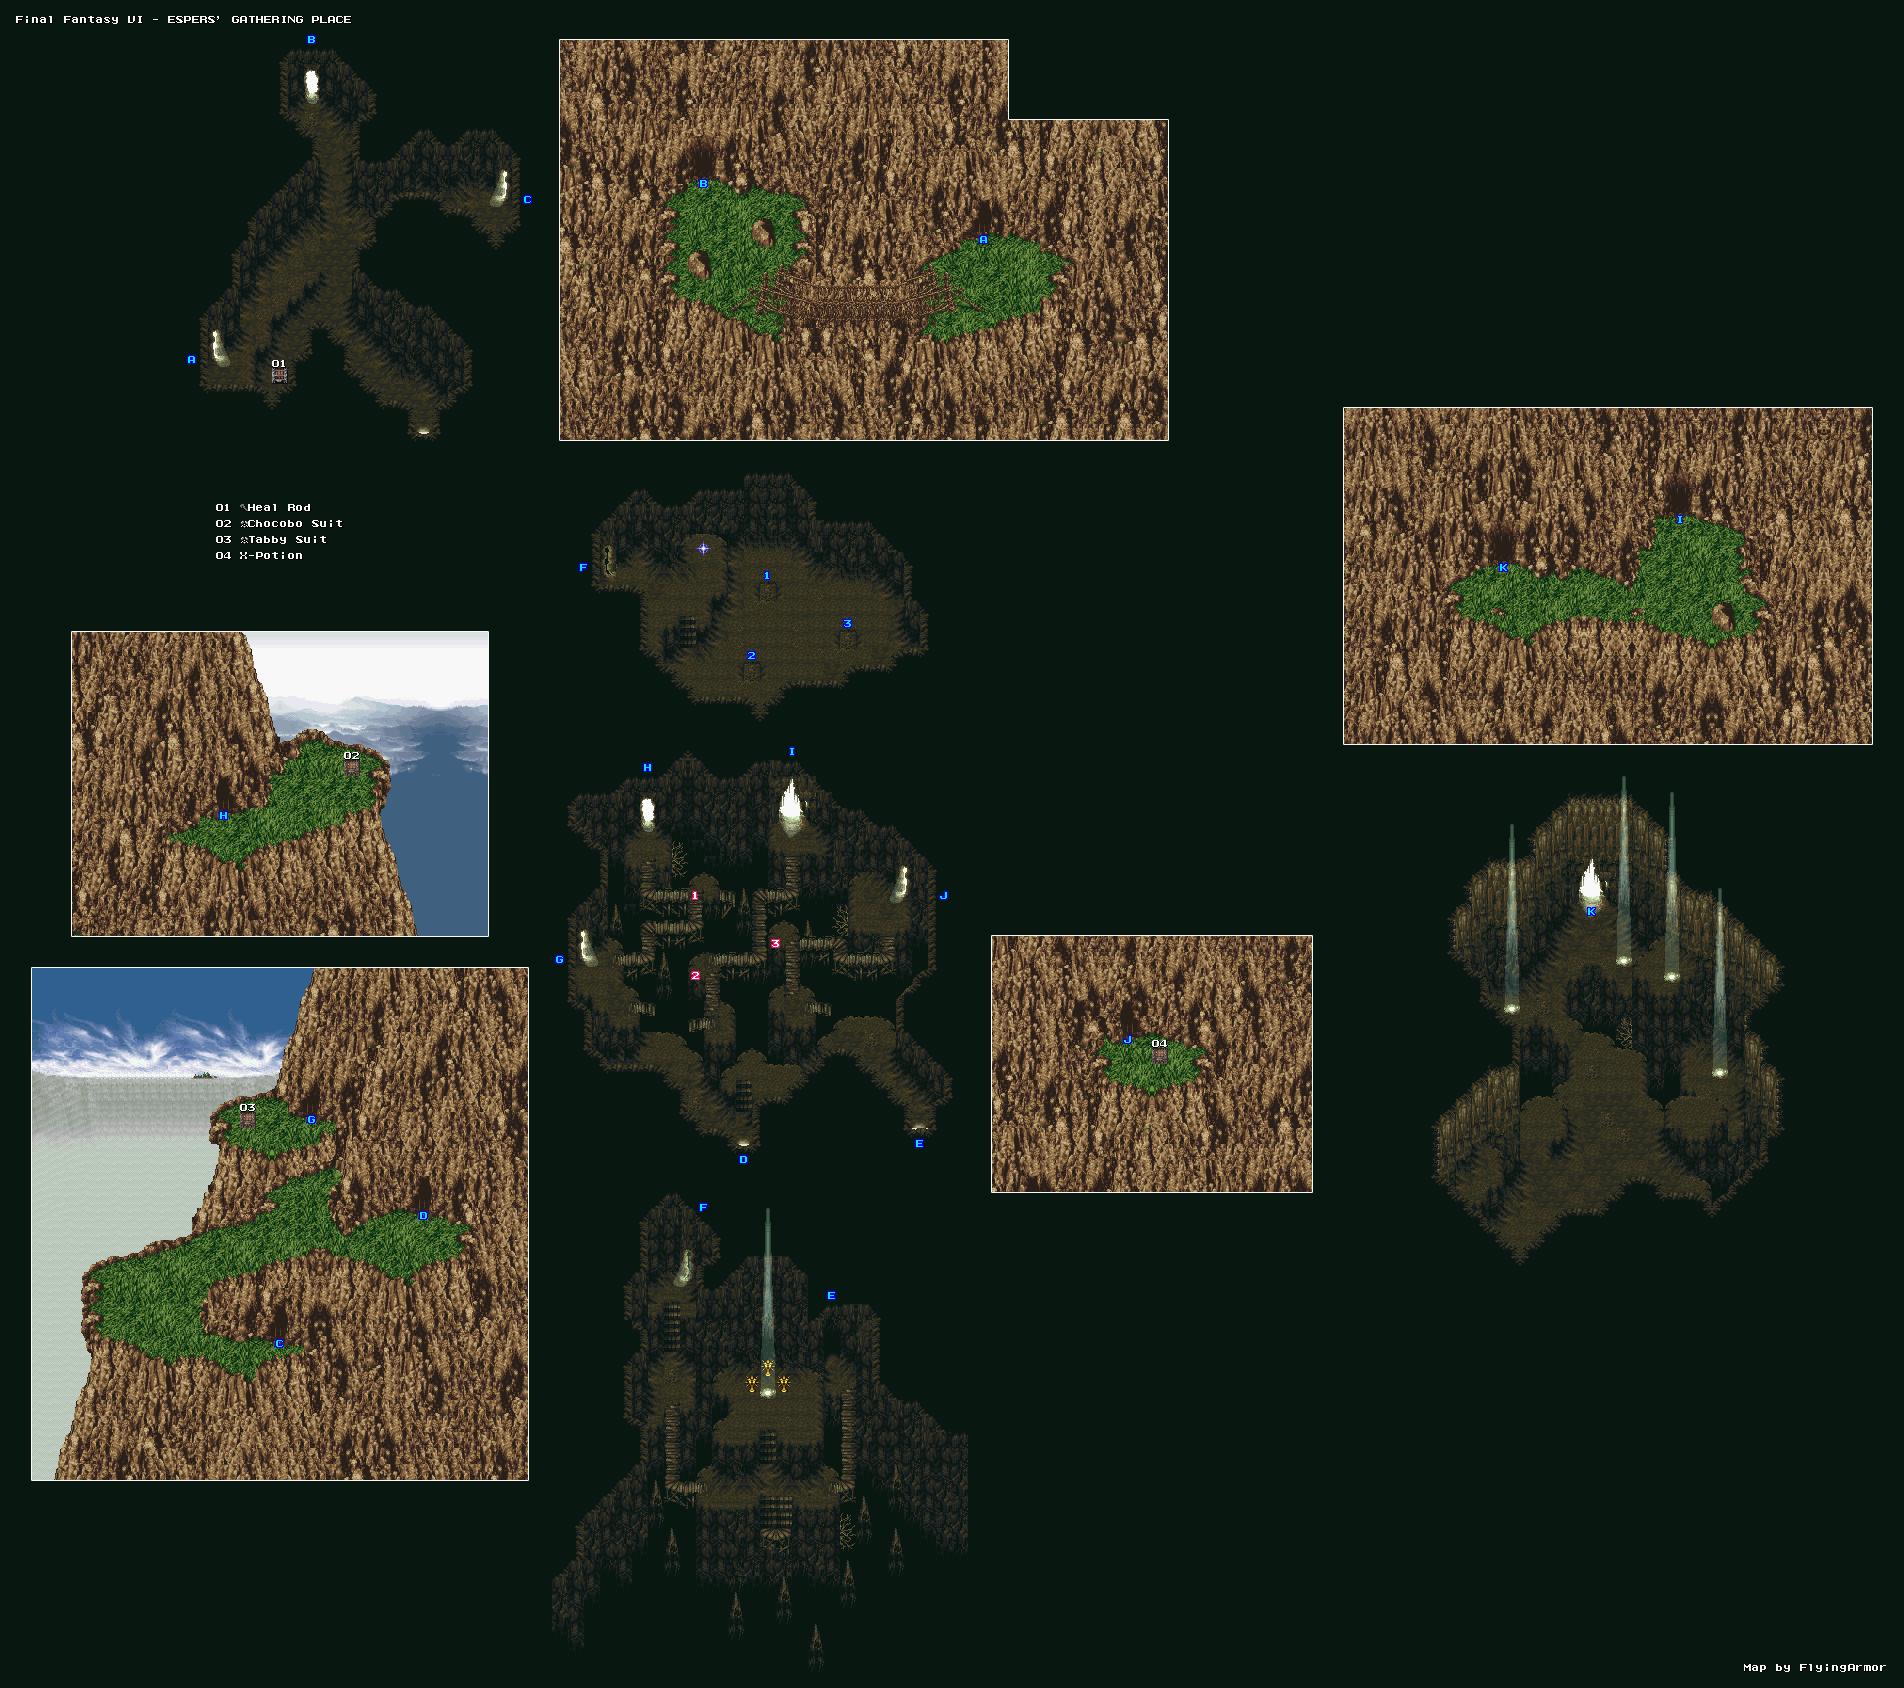 Final Fantasy VI - ESPERS' GATHERING PLACE
B
C
A
01
B
A
01 Heal Rod
02 Chocobo Suit
03 Tabby Suit
04 X-Potion
F
1
3
2
I
K
02
H
H
I
J
G
1
3
2
D
E
J
04
K
03
G
D
C
F
E
Map by FlyingArmor